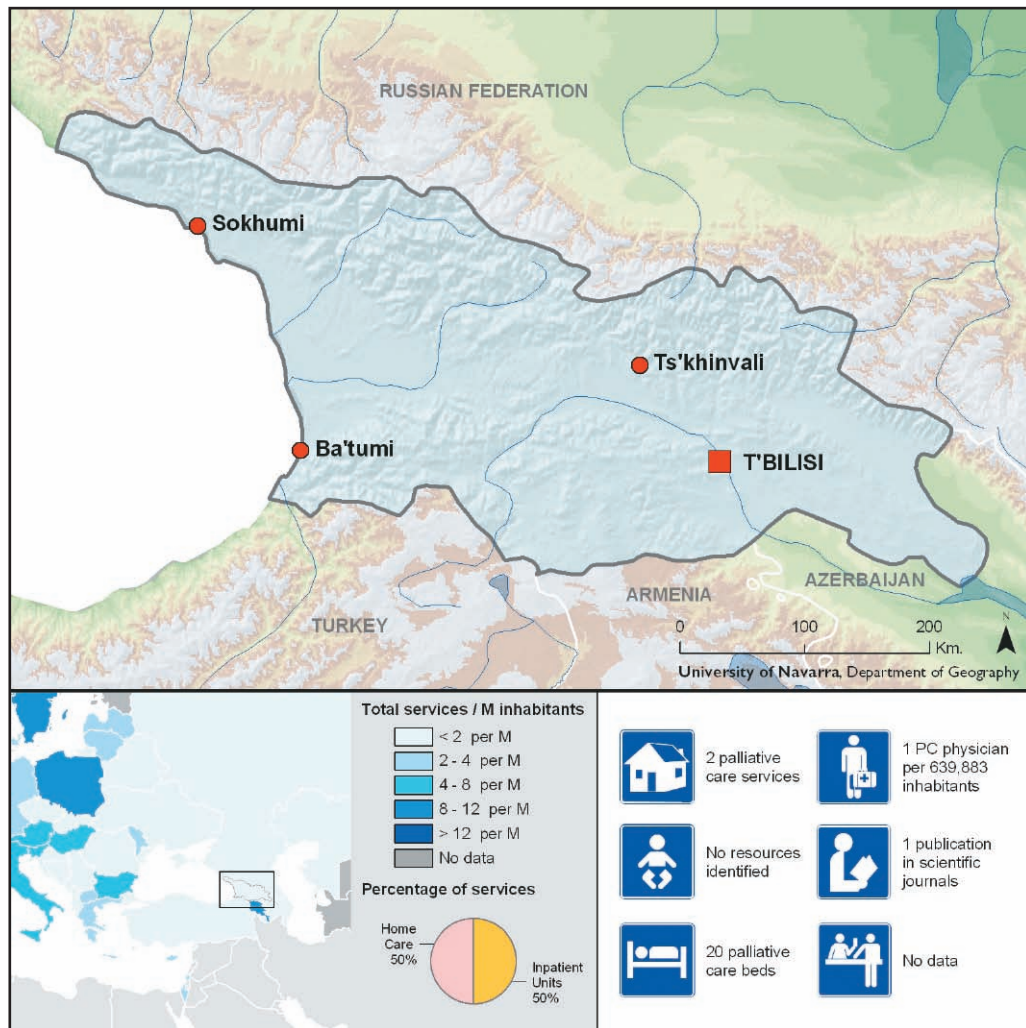 RUSSIAN FEDERATION
Sokhumi
Ts'khinvali
Ba'tumi
T'BILISI
AZERBAIJAN
ARMENIA
TURKEY
0 100 200
Km.
N
University of Navarra, Department of Geography
Total services / M inhabitants
< 2 per M
2 - 4 per M
4 - 8 per M
8 - 12 per M
> 12 per M
No data
Percentage of services
Home
Care
50%
Inpatient
Units
50%
2 palliative
care services
1 PC physician
per 639,883
inhabitants
No resources
identified
1 publication
in scientific
journals
20 palliative
care beds
No data